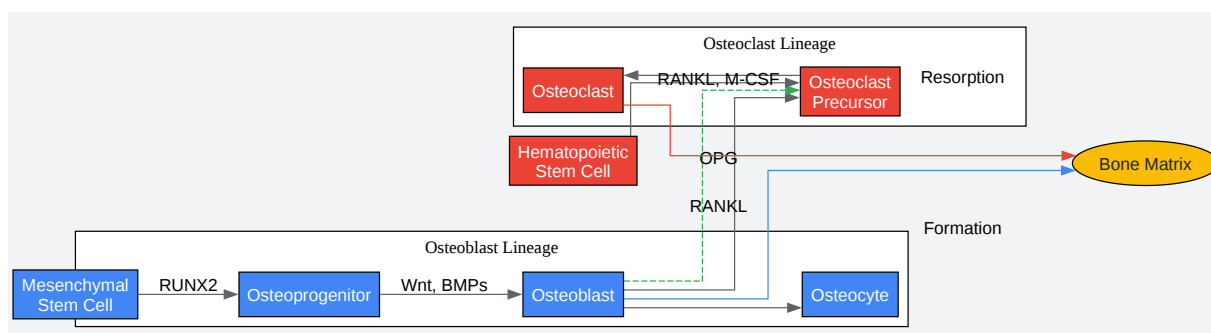 Osteoclast Lineage
Osteoclast
RANKL, M-CSF
Osteoclast
Precursor
Resorption
Hematopoietic
Stem Cell
OPG
Bone Matrix
RANKL
Formation
Osteoblast Lineage
Mesenchymal
Stem Cell
RUNX2
Osteoprogenitor
Wnt, BMPs
Osteoblast
Osteocyte